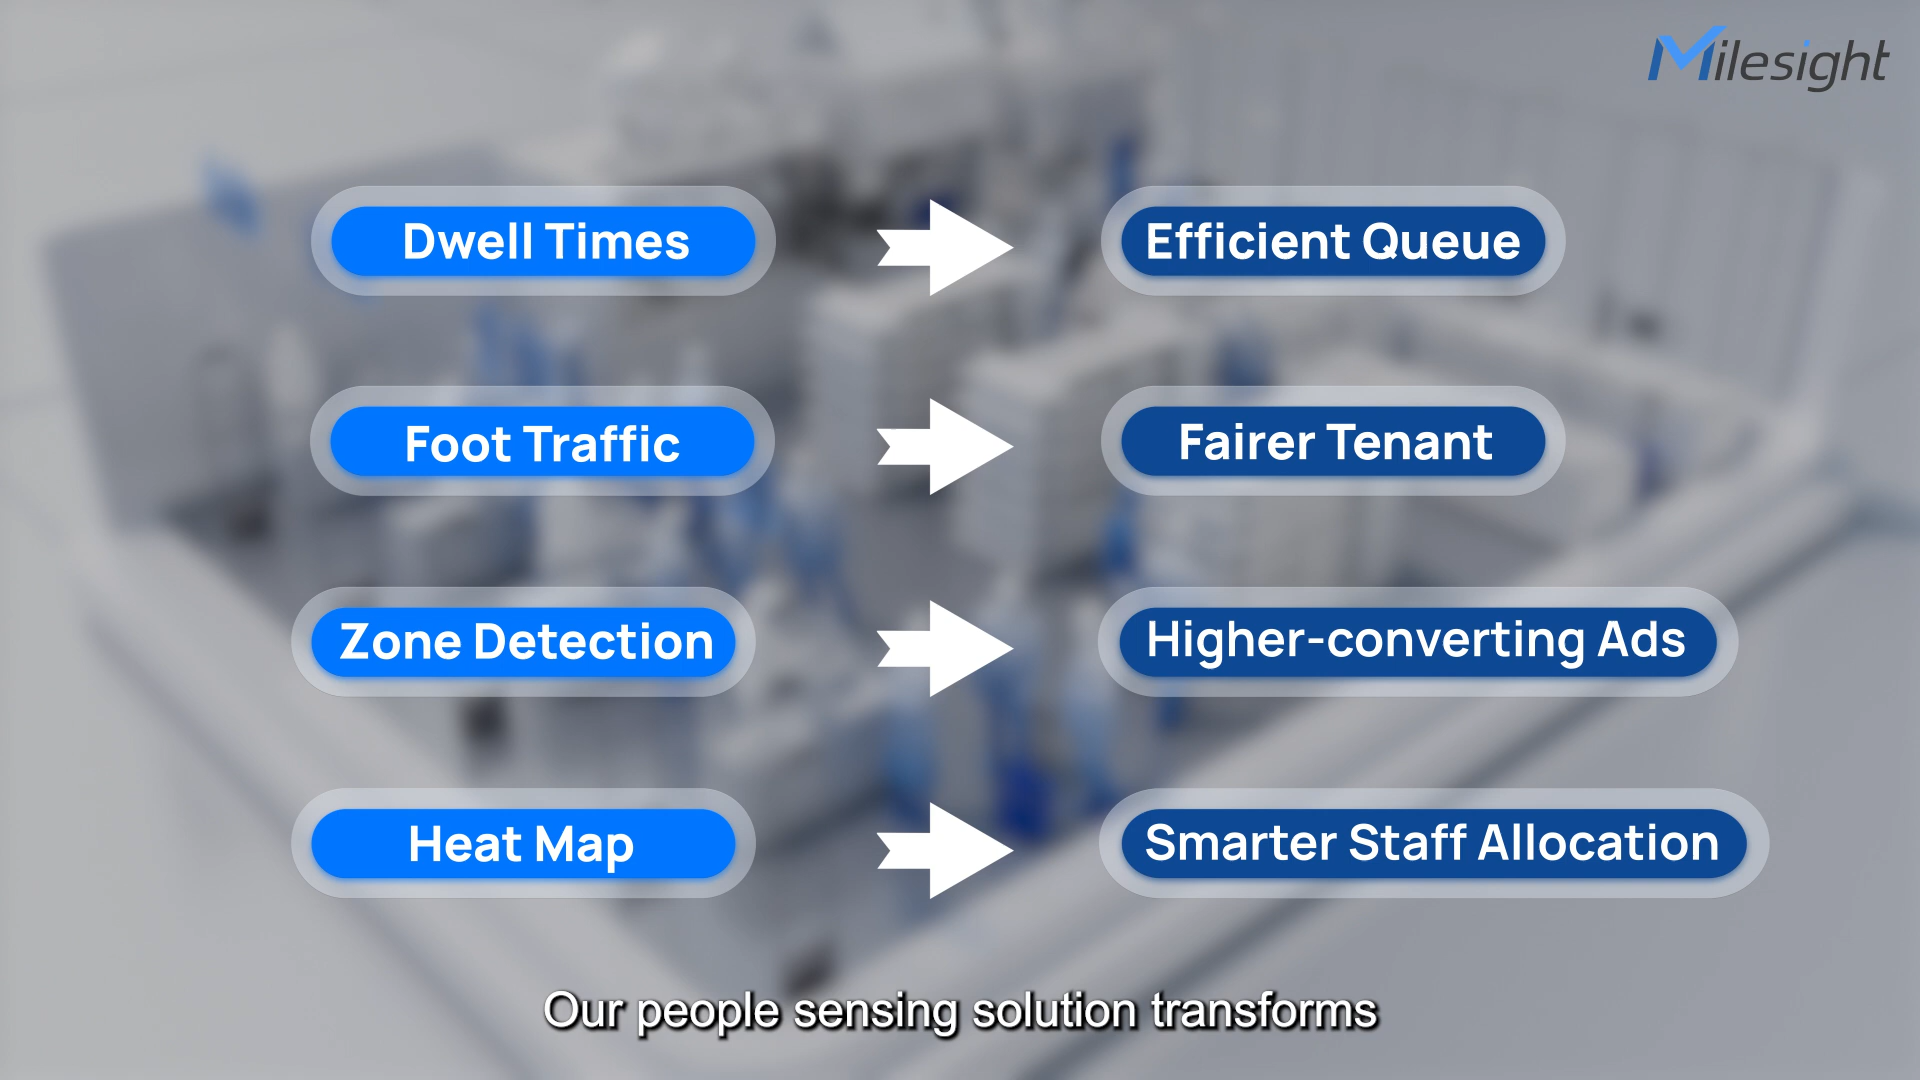 Milesight
Dwell Times
Efficient Queue
Foot Traffic
Fairer Tenant
Zone Detection
Higher-converting Ads
Heat Map
Smarter Staff Allocation
Our people sensing solution transforms